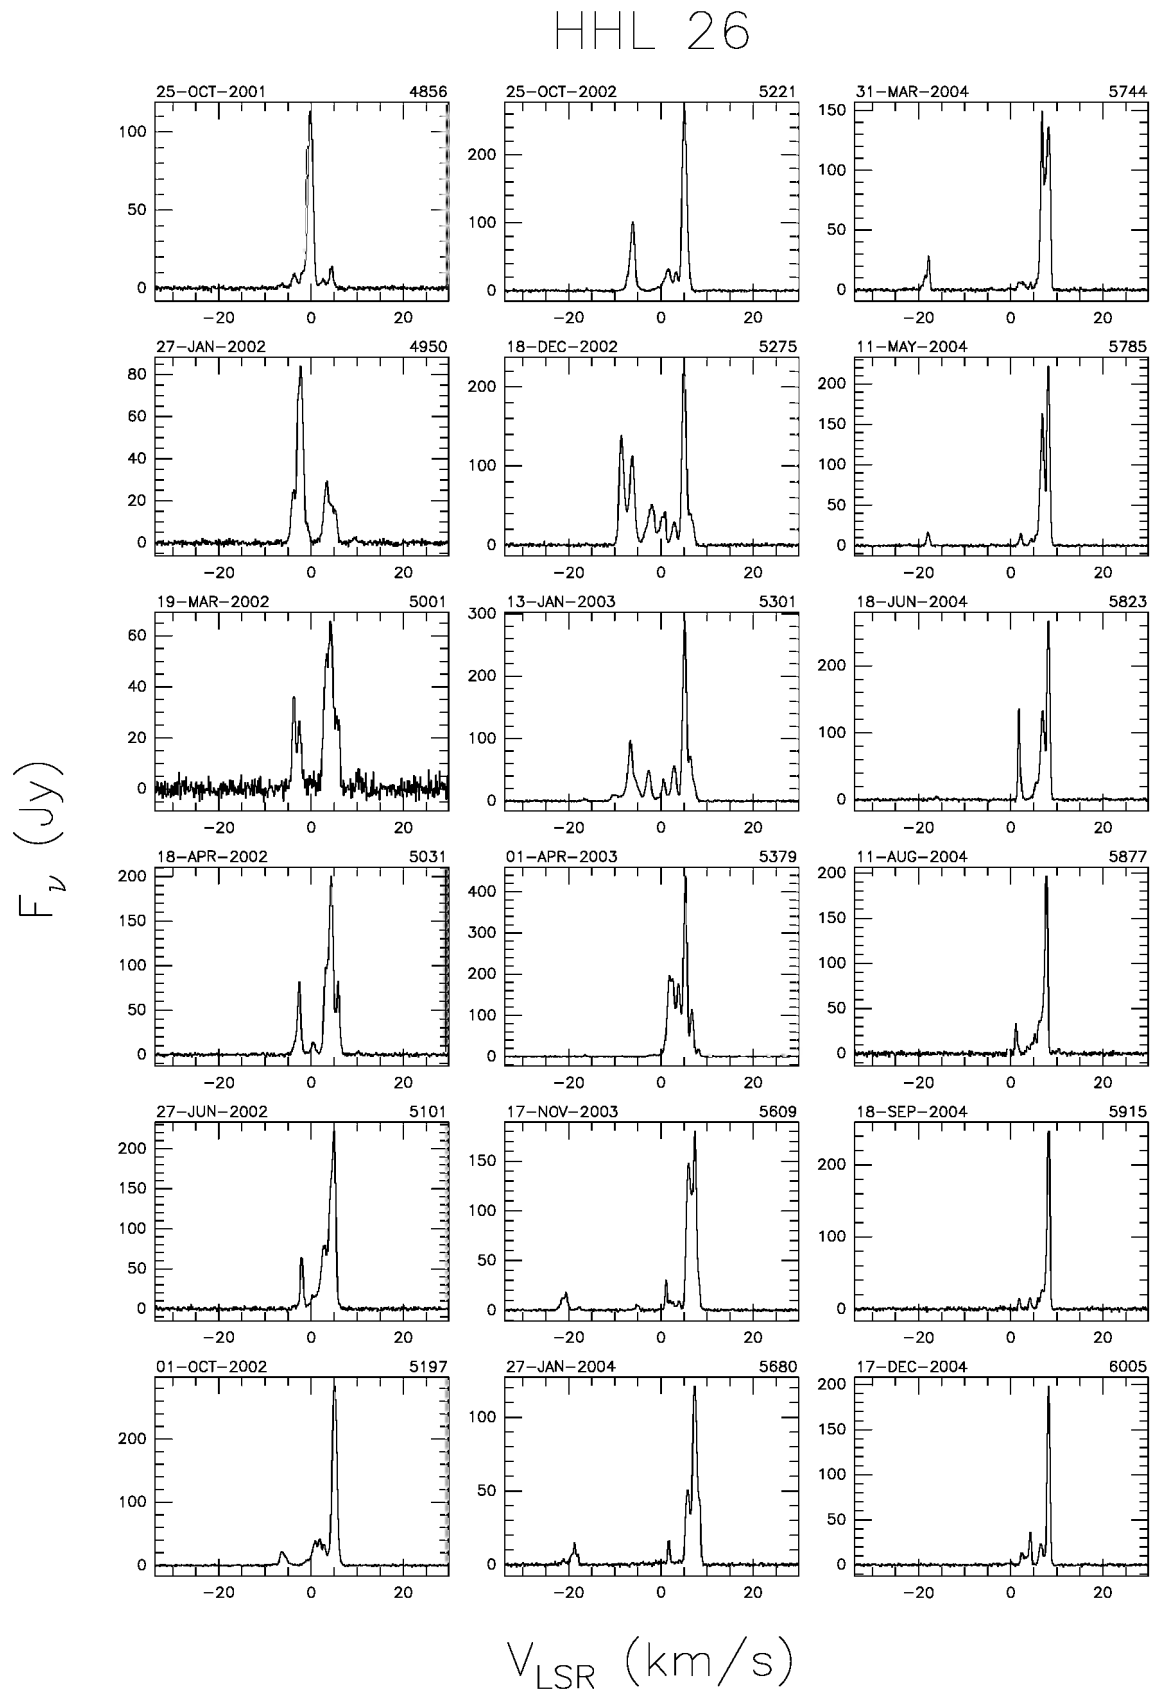 HHL 26
25-OCT-2001 4856
100
50
0
-20 0 20
27-JAN-2002 4950
80
60
40
20
0
-20 0 20
19-MAR-2002 5001
60
40
20
0
-20 0 20
18-APR-2002 5031
200
150
100
50
0
-20 0 20
27-JUN-2002 5101
200
150
100
50
0
-20 0 20
01-OCT-2002 5197
200
100
0
-20 0 20
25-OCT-2002 5221
200
100
0
-20 0 20
18-DEC-2002 5275
200
100
0
-20 0 20
13-JAN-2003 5301
300
200
100
0
-20 0 20
01-APR-2003 5379
400
300
200
100
0
-20 0 20
17-NOV-2003 5609
150
100
50
0
-20 0 20
27-JAN-2004 5680
100
50
0
-20 0 20
31-MAR-2004 5744
150
100
50
0
-20 0 20
11-MAY-2004 5785
200
150
100
50
0
-20 0 20
18-JUN-2004 5823
200
100
0
-20 0 20
11-AUG-2004 5877
200
150
100
50
0
-20 0 20
18-SEP-2004 5915
200
100
0
-20 0 20
17-DEC-2004 6005
200
150
100
50
0
-20 0 20
Fν (Jy)
VLSR (km/s)